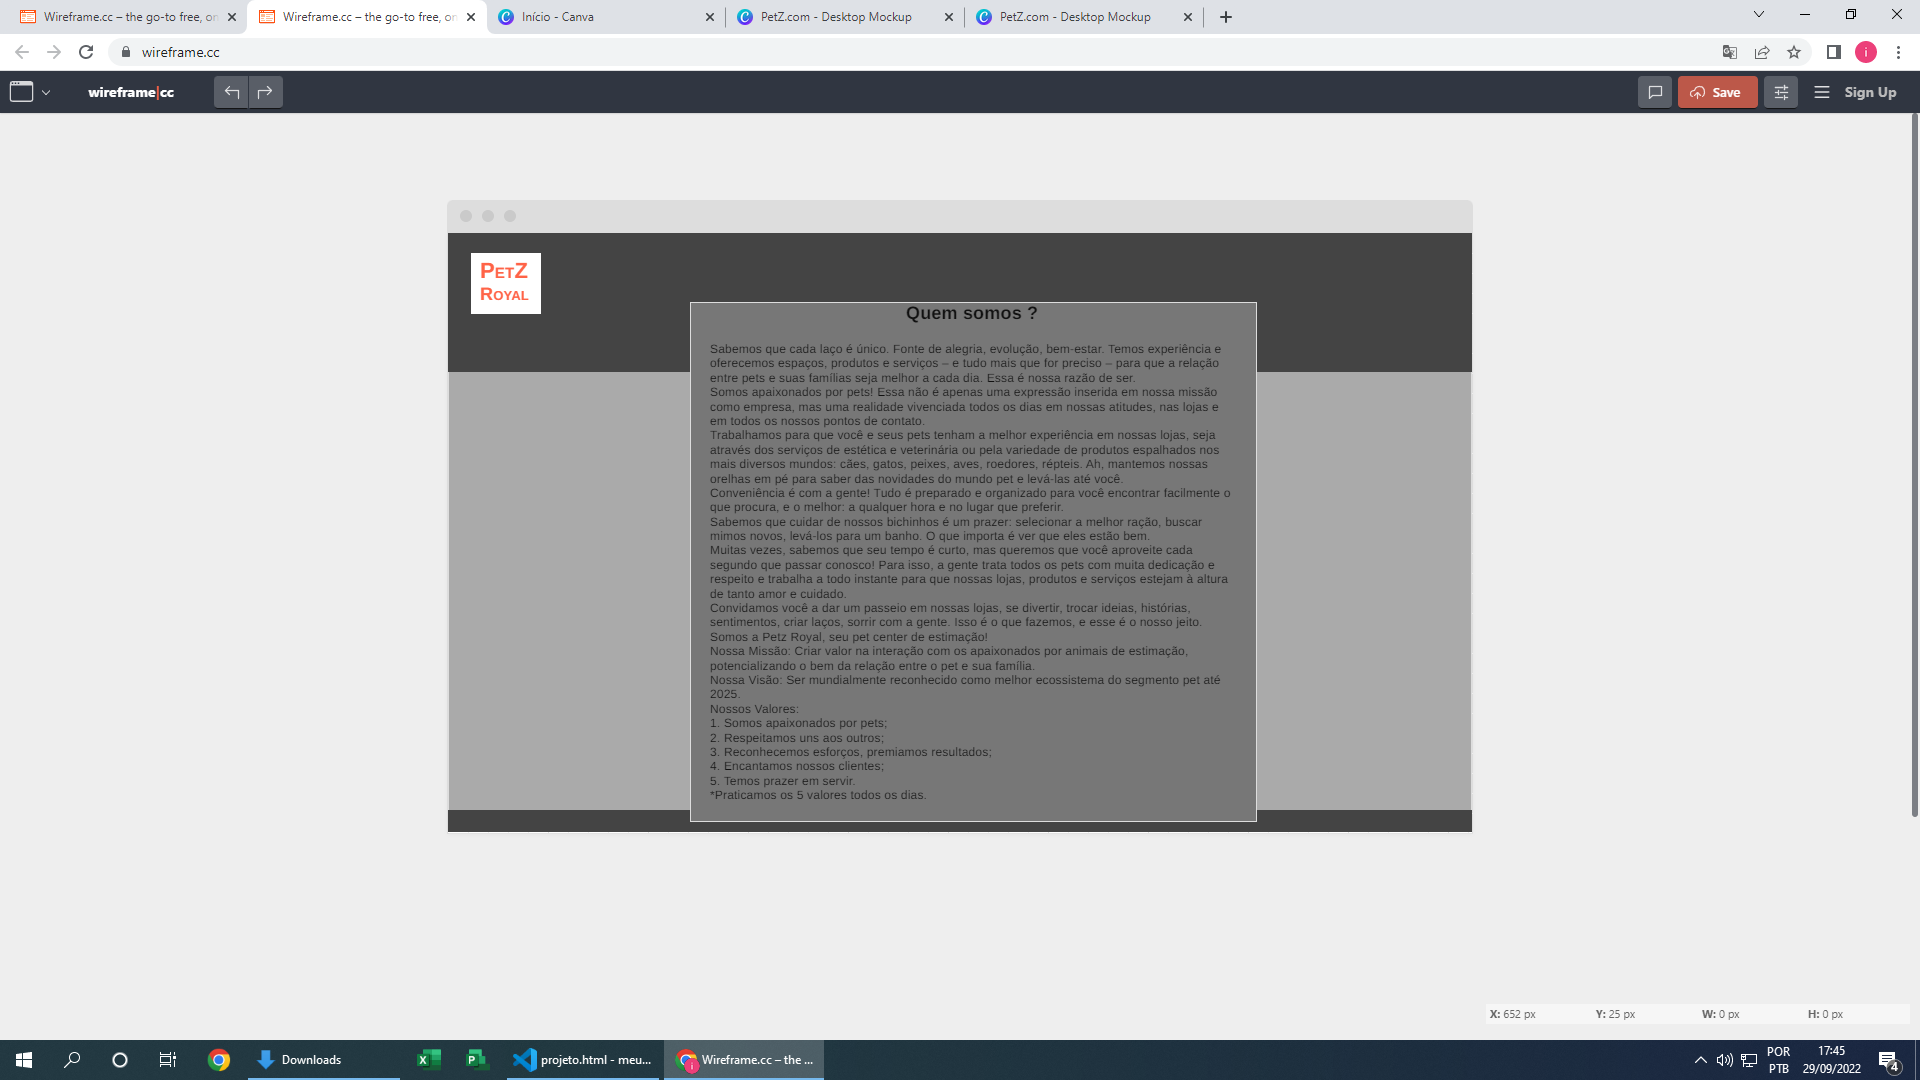 Wireframe.cc – the go-to free, on
Wireframe.cc – the go-to free, on
Início - Canva
PetZ.com - Desktop Mockup
PetZ.com - Desktop Mockup
wireframe.cc
i
wireframe|cc
Save
Sign Up
PetZ
Royal
Quem somos ?
Sabemos que cada laço é único. Fonte de alegria, evolução, bem-estar. Temos experiência e
oferecemos espaços, produtos e serviços – e tudo mais que for preciso – para que a relação
entre pets e suas famílias seja melhor a cada dia. Essa é nossa razão de ser.
Somos apaixonados por pets! Essa não é apenas uma expressão inserida em nossa missão
como empresa, mas uma realidade vivenciada todos os dias em nossas atitudes, nas lojas e
em todos os nossos pontos de contato.
Trabalhamos para que você e seus pets tenham a melhor experiência em nossas lojas, seja
através dos serviços de estética e veterinária ou pela variedade de produtos espalhados nos
mais diversos mundos: cães, gatos, peixes, aves, roedores, répteis. Ah, mantemos nossas
orelhas em pé para saber das novidades do mundo pet e levá-las até você.
Conveniência é com a gente! Tudo é preparado e organizado para você encontrar facilmente o
que procura, e o melhor: a qualquer hora e no lugar que preferir.
Sabemos que cuidar de nossos bichinhos é um prazer: selecionar a melhor ração, buscar
mimos novos, levá-los para um banho. O que importa é ver que eles estão bem.
Muitas vezes, sabemos que seu tempo é curto, mas queremos que você aproveite cada
segundo que passar conosco! Para isso, a gente trata todos os pets com muita dedicação e
respeito e trabalha a todo instante para que nossas lojas, produtos e serviços estejam à altura
de tanto amor e cuidado.
Convidamos você a dar um passeio em nossas lojas, se divertir, trocar ideias, histórias,
sentimentos, criar laços, sorrir com a gente. Isso é o que fazemos, e esse é o nosso jeito.
Somos a Petz Royal, seu pet center de estimação!
Nossa Missão: Criar valor na interação com os apaixonados por animais de estimação,
potencializando o bem da relação entre o pet e sua família.
Nossa Visão: Ser mundialmente reconhecido como melhor ecossistema do segmento pet até
2025.
Nossos Valores:
1. Somos apaixonados por pets;
2. Respeitamos uns aos outros;
3. Reconhecemos esforços, premiamos resultados;
4. Encantamos nossos clientes;
5. Temos prazer em servir.
*Praticamos os 5 valores todos os dias.
X: 652 px Y: 25 px W: 0 px H: 0 px
Downloads
projeto.html - meu...
Wireframe.cc – the ...
POR
PTB
17:45
29/09/2022
4